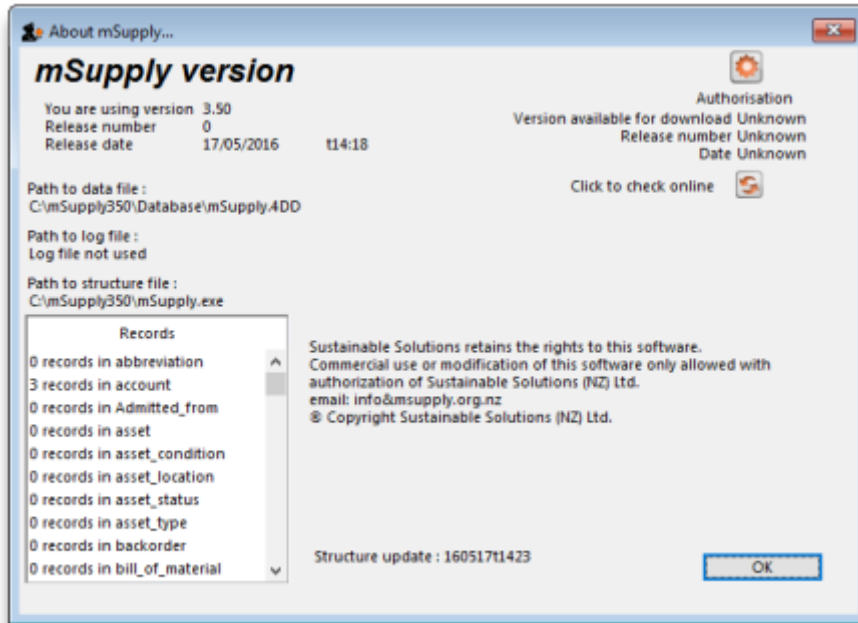 About mSupply...
mSupply version
You are using version 3.50
Release number 0
Release date 17/05/2016 t14:18
Authorisation
Version available for download Unknown
Release number Unknown
Date Unknown
Click to check online
Path to data file :
C:\mSupply350\Database\mSupply.4DD
Path to log file :
Log file not used
Path to structure file :
C:\mSupply350\mSupply.exe
Records
0 records in abbreviation
3 records in account
0 records in Admitted_from
0 records in asset
0 records in asset_condition
0 records in asset_location
0 records in asset_status
0 records in asset_type
0 records in backorder
0 records in bill_of_material
Sustainable Solutions retains the rights to this software.
Commercial use or modification of this software only allowed with
authorization of Sustainable Solutions (NZ) Ltd.
email: info&msupply.org.nz
® Copyright Sustainable Solutions (NZ) Ltd.
Structure update : 160517t1423
OK